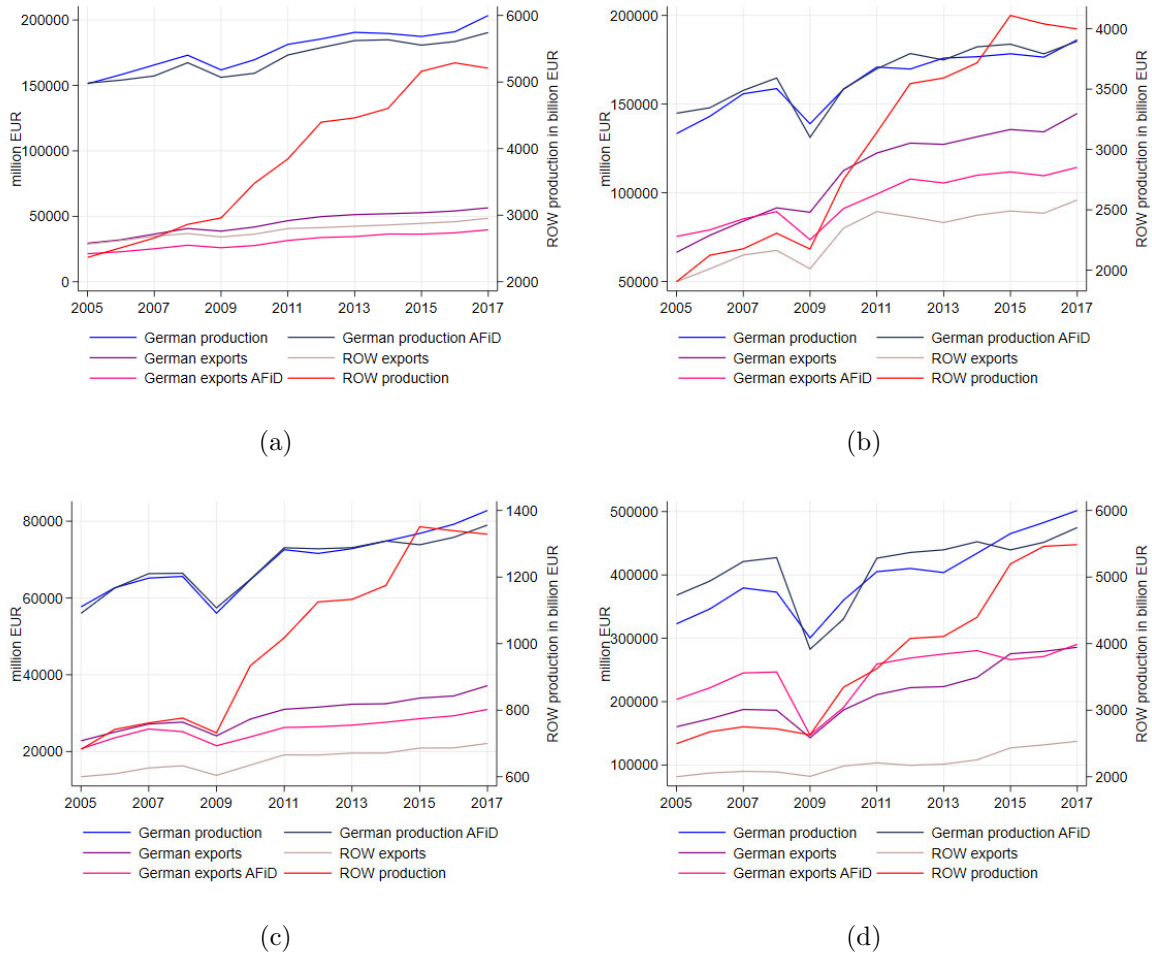 200000
150000
100000
50000
0
million EUR
6000
5000
4000
3000
2000
ROW production in billion EUR
2005 2007 2009 2011 2013 2015 2017
German production German production AFiD
German exports ROW exports
German exports AFiD ROW production
(a)
200000
150000
100000
50000
million EUR
4000
3500
3000
2500
2000
ROW production in billion EUR
2005 2007 2009 2011 2013 2015 2017
German production German production AFiD
German exports ROW exports
German exports AFiD ROW production
(b)
80000
60000
40000
20000
million EUR
1400
1200
1000
800
600
ROW production in billion EUR
2005 2007 2009 2011 2013 2015 2017
German production German production AFiD
German exports ROW exports
German exports AFiD ROW production
(c)
500000
400000
300000
200000
100000
million EUR
6000
5000
4000
3000
2000
ROW production in billion EUR
2005 2007 2009 2011 2013 2015 2017
German production German production AFiD
German exports ROW exports
German exports AFiD ROW production
(d)